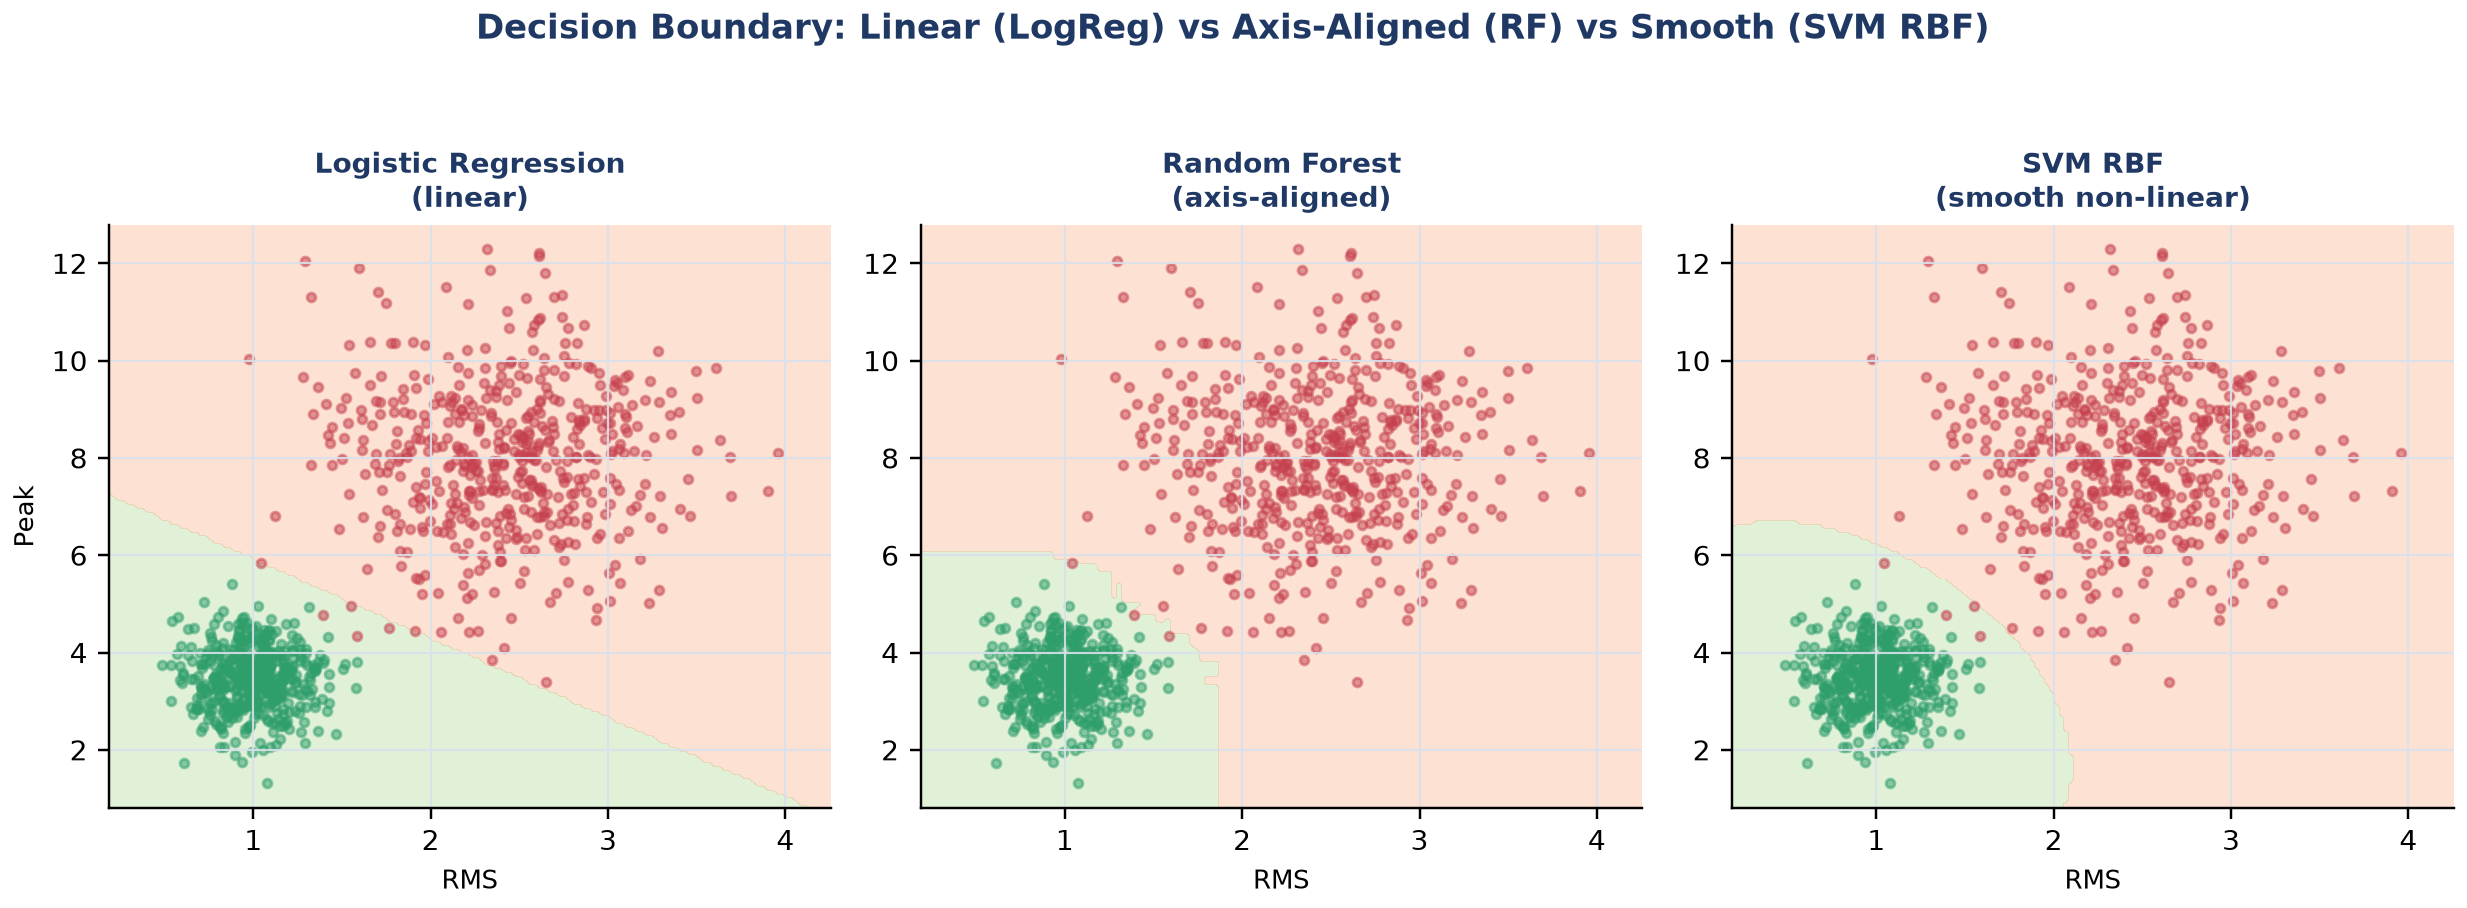 Decision Boundary: Linear (LogReg) vs Axis-Aligned (RF) vs Smooth (SVM RBF)
Logistic Regression
(linear)
Peak
12
10
8
6
4
2
1 2 3 4
RMS
Random Forest
(axis-aligned)
12
10
8
6
4
2
1 2 3 4
RMS
SVM RBF
(smooth non-linear)
12
10
8
6
4
2
1 2 3 4
RMS